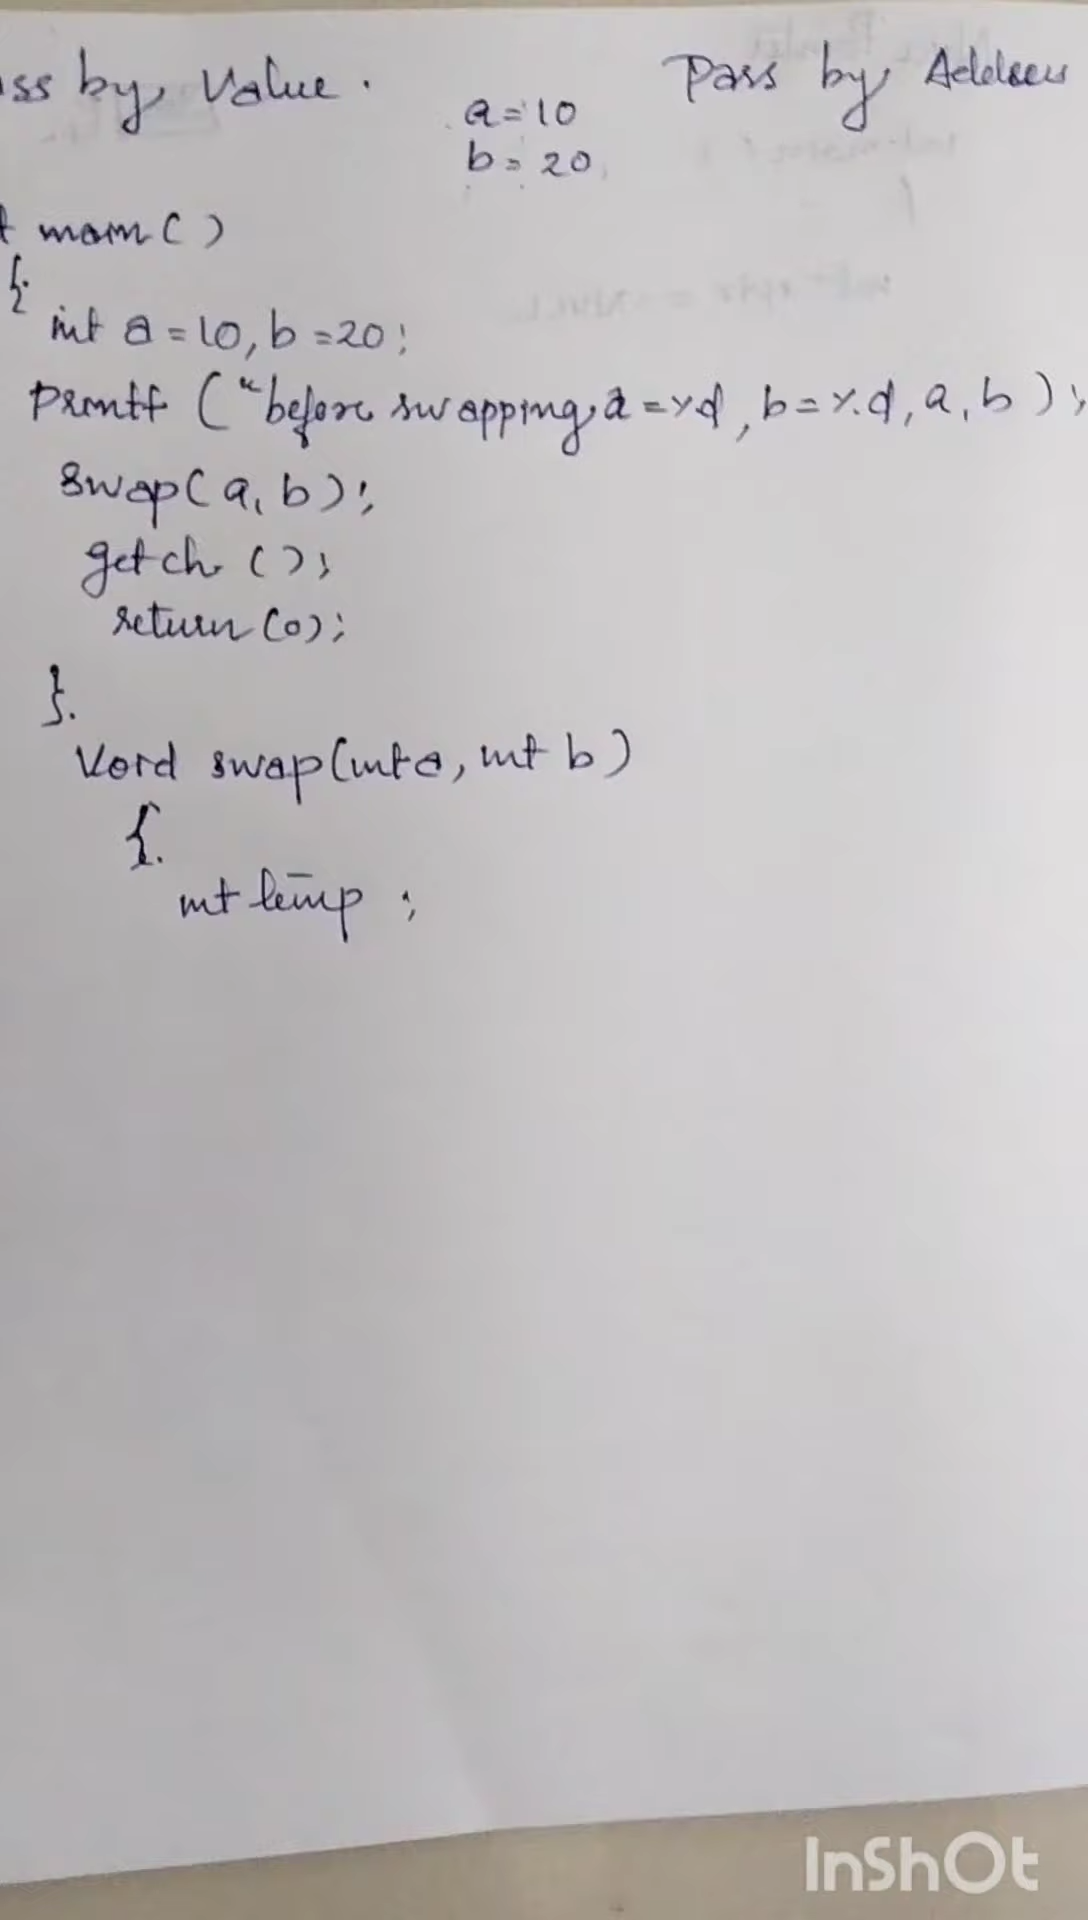 ss by Value. Pass by Address
a=10
b=20
t main()
{
int a=10, b=20;
printf ("before swapping a=%d, b=%d, a, b);
swap(a, b);
getch ();
return(0);
}.
Void swap(int a, int b)
{.
int temp ;
InShOt